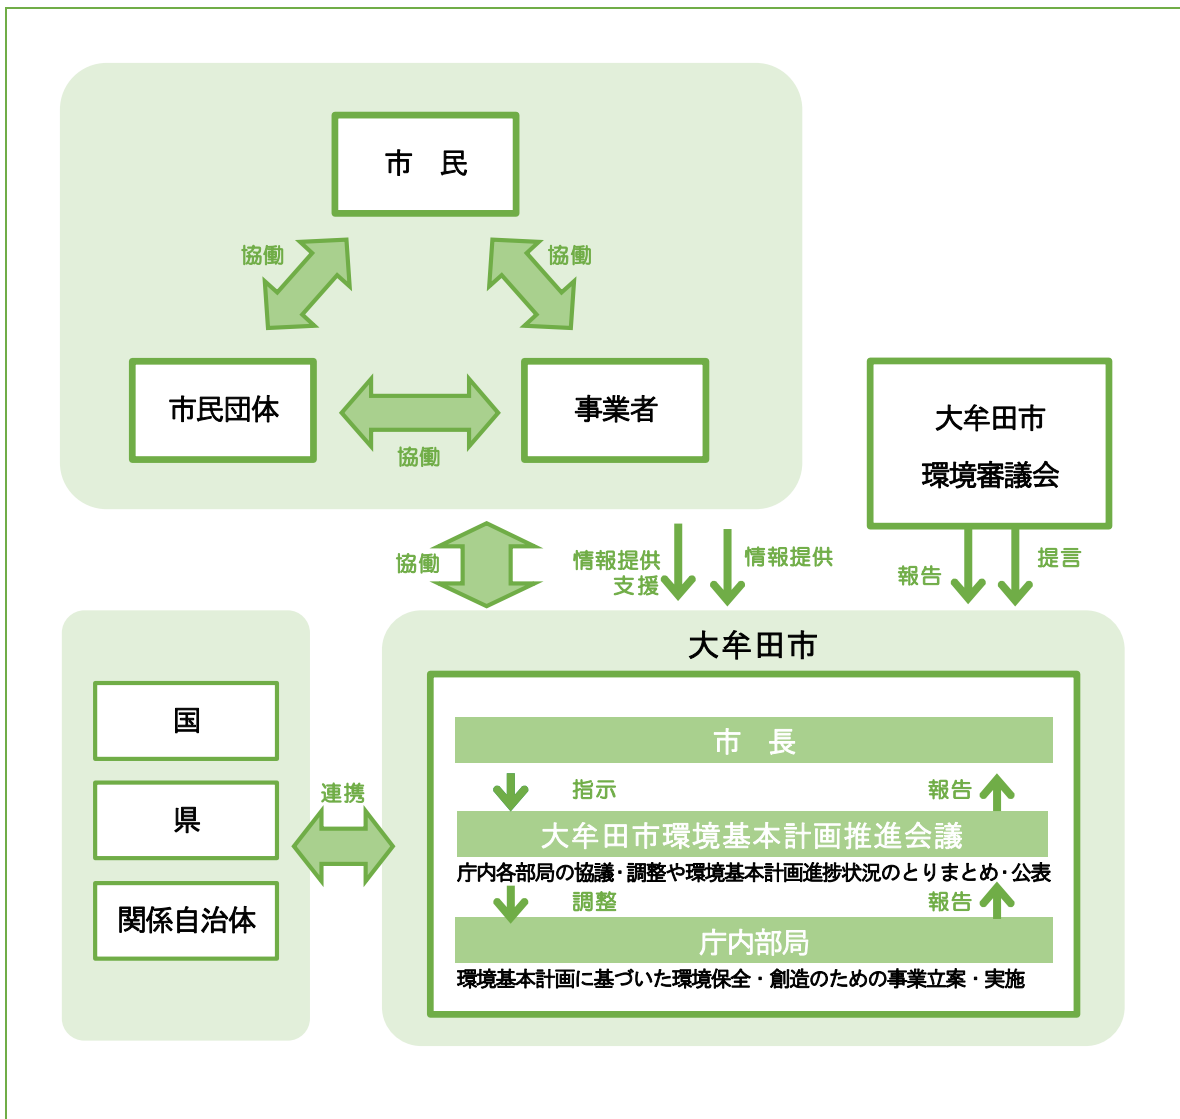 市　民
協働
協働
市民団体
事業者
協働
大牟田市
環境審議会
協働
情報提供
支援
情報提供
報告
提言
国
県
関係自治体
連携
大牟田市
市　長
指示
報告
大牟田市環境基本計画推進会議
庁内各部局の協議・調整や環境基本計画進捗状況のとりまとめ・公表
調整
報告
庁内部局
環境基本計画に基づいた環境保全・創造のための事業立案・実施